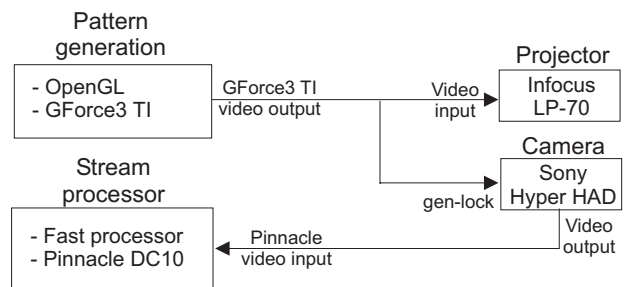 Pattern
generation
- OpenGL
- GForce3 TI
GForce3 TI
video output
Video
input
Projector
Infocus
LP-70
Camera
Sony
Hyper HAD
gen-lock
Video
output
Stream
processor
- Fast processor
- Pinnacle DC10
Pinnacle
video input